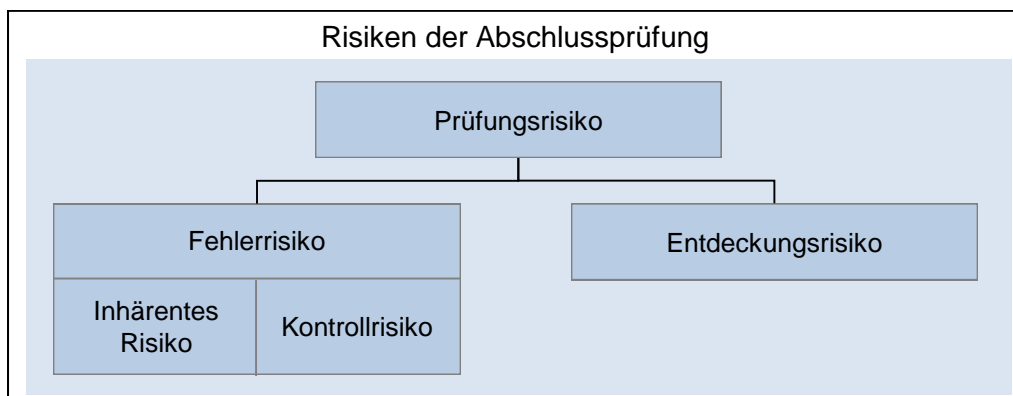 Risiken der Abschlussprüfung
Prüfungsrisiko
Fehlerrisiko
Entdeckungsrisiko
Inhärentes
Risiko
Kontrollrisiko